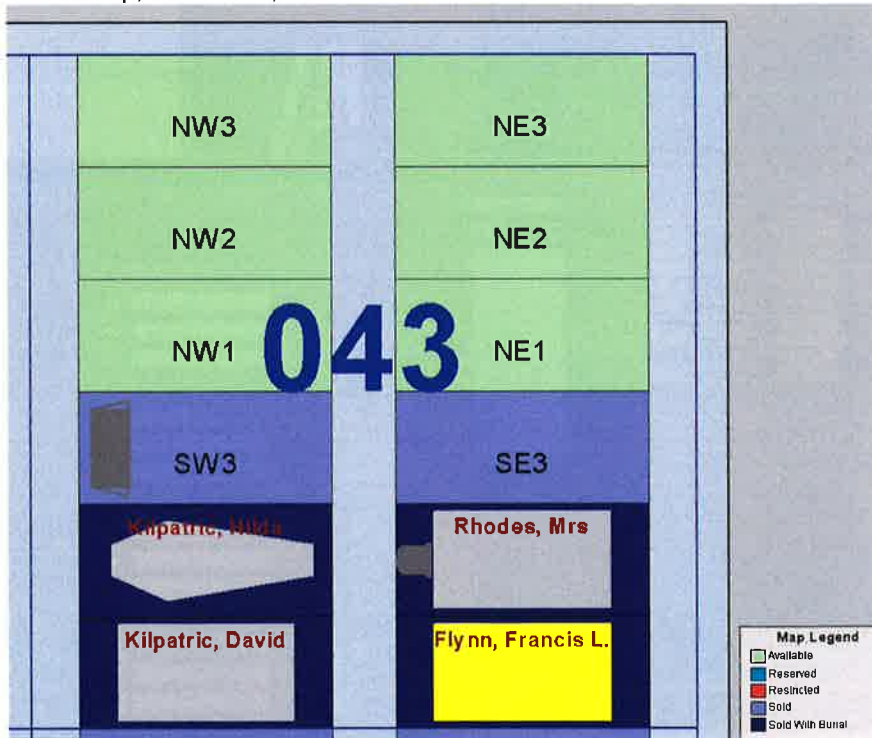 NW3 NE3
NW2 NE2
NW1 043 NE1
SW3 SE3
Kilpatric, Hilda Rhodes, Mrs
Kilpatric, David Flynn, Francis L.
Map Legend
Available
Reserved
Restricted
Sold
Sold With Burial